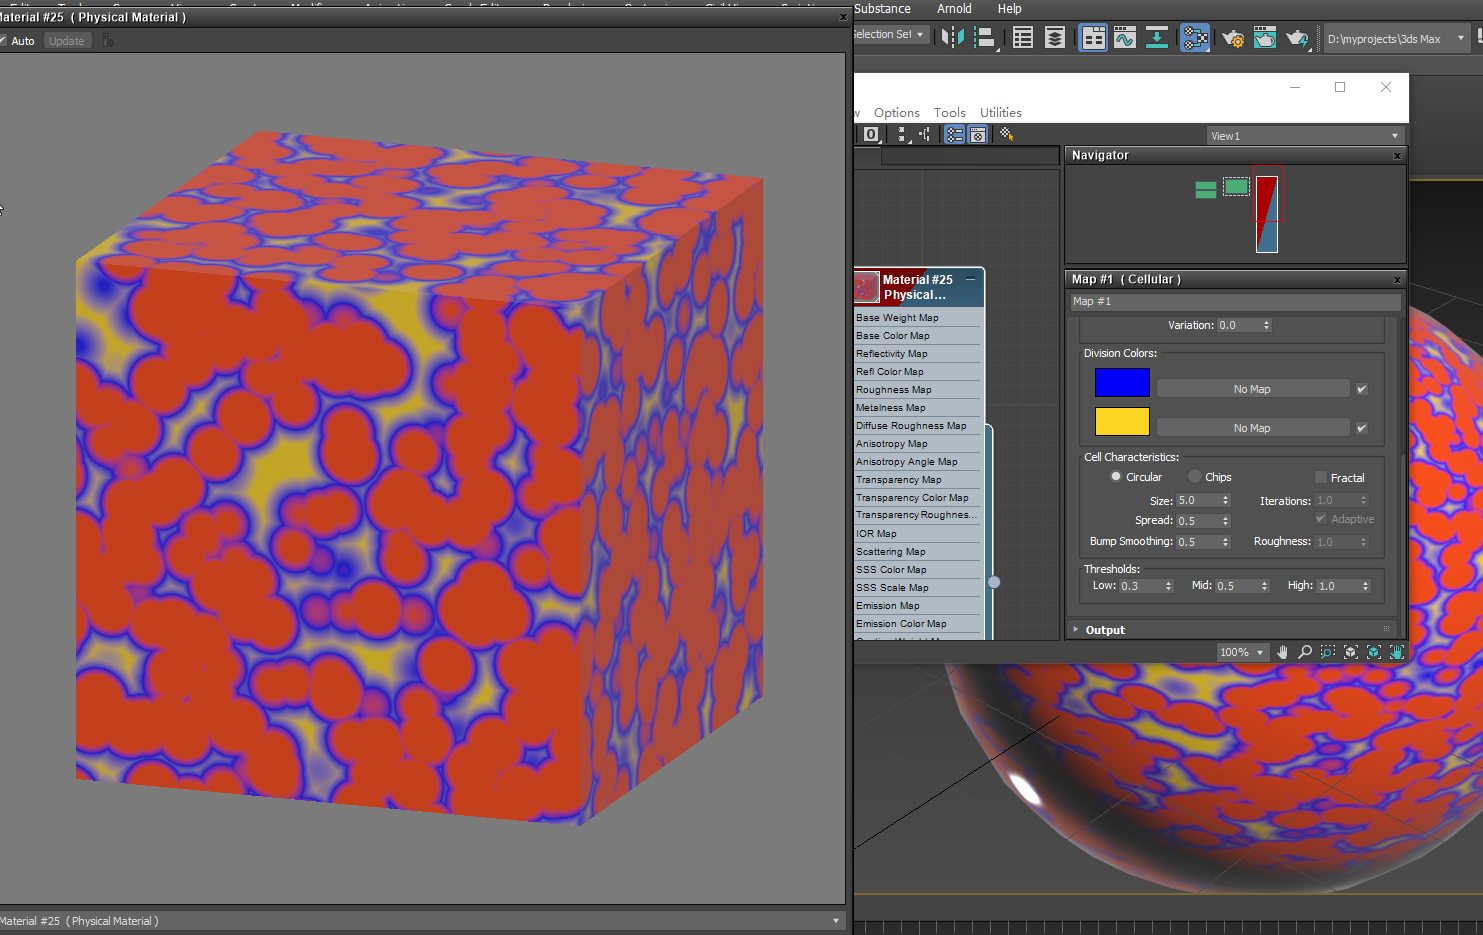 Substance Arnold Help
Material #25 ( Physical Material )
Auto Update
Selection Set
D:\myprojects\3ds Max
Options Tools Utilities
View1
Navigator
Map #1 ( Cellular )
Map #1
Variation: 0.0
Division Colors:
No Map
No Map
Cell Characteristics:
Circular Chips Fractal
Size: 5.0 Iterations: 1.0
Spread: 0.5 Adaptive
Bump Smoothing: 0.5 Roughness: 1.0
Thresholds:
Low: 0.3 Mid: 0.5 High: 1.0
Output
100%
Material #25
Physical...
Base Weight Map
Base Color Map
Reflectivity Map
Refl Color Map
Roughness Map
Metalness Map
Diffuse Roughness Map
Anisotropy Map
Anisotropy Angle Map
Transparency Map
Transparency Color Map
Transparency Roughnes...
IOR Map
Scattering Map
SSS Color Map
SSS Scale Map
Emission Map
Emission Color Map
Material #25 ( Physical Material )